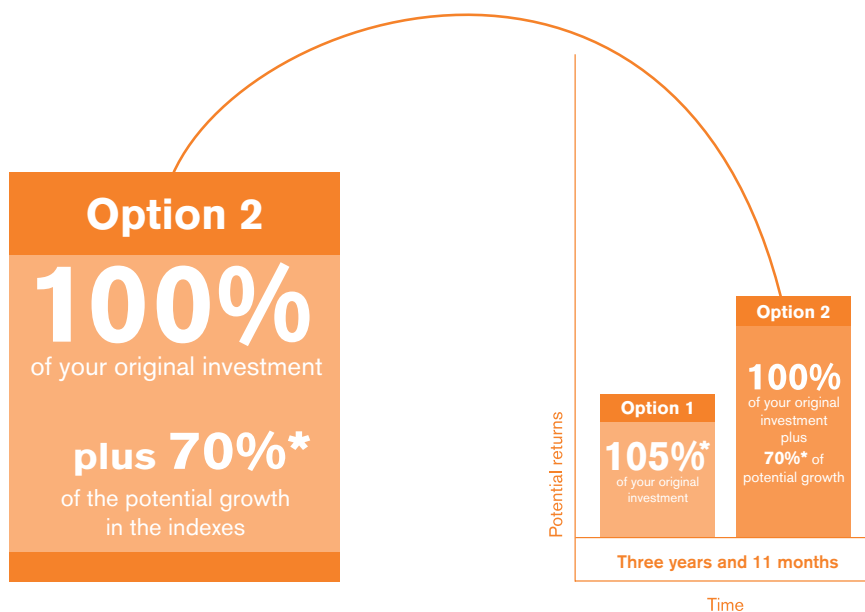 Option 2
100%
of your original investment
plus 70%*
of the potential growth
in the indexes
Potential returns
Option 1
105%*
of your original
investment
Option 2
100%
of your original
investment
plus
70%* of
potential growth
Three years and 11 months
Time